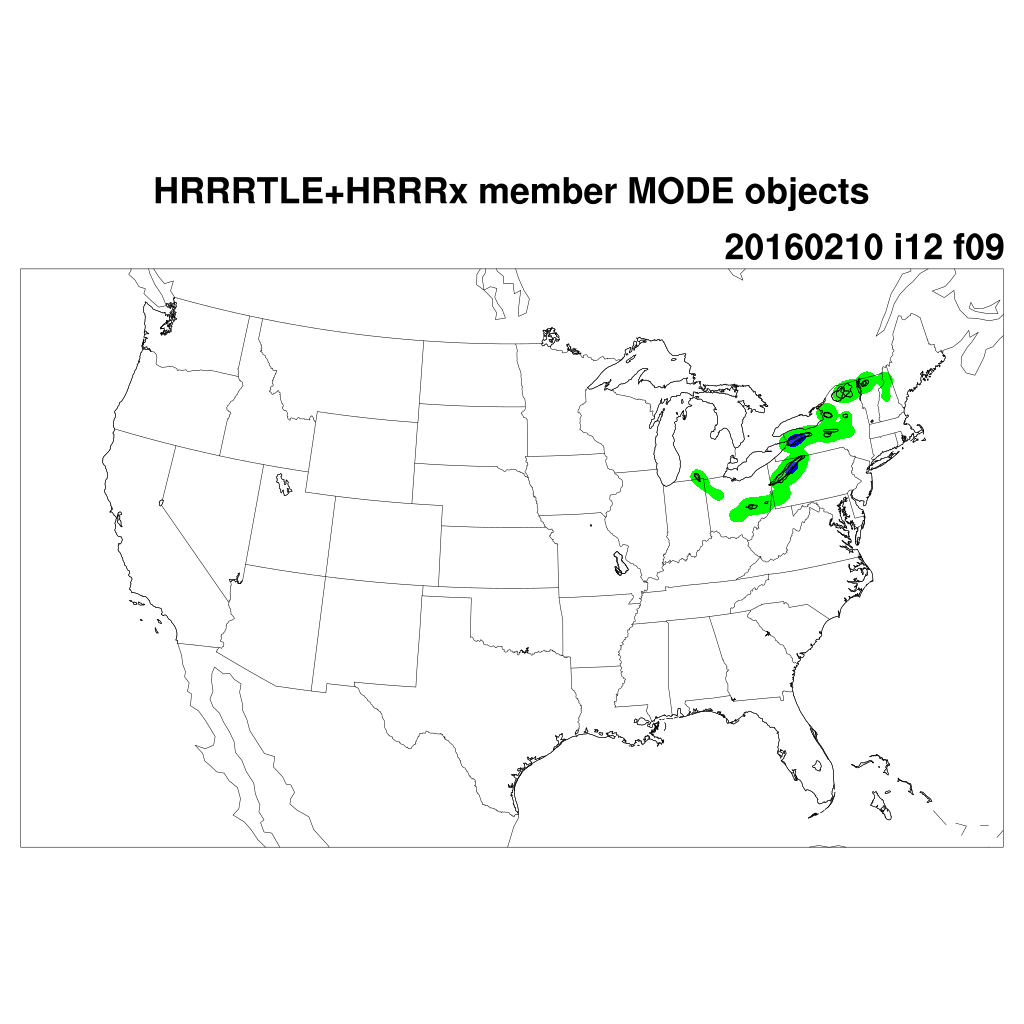 HRRRTLE+HRRRx member MODE objects
20160210 i12 f09